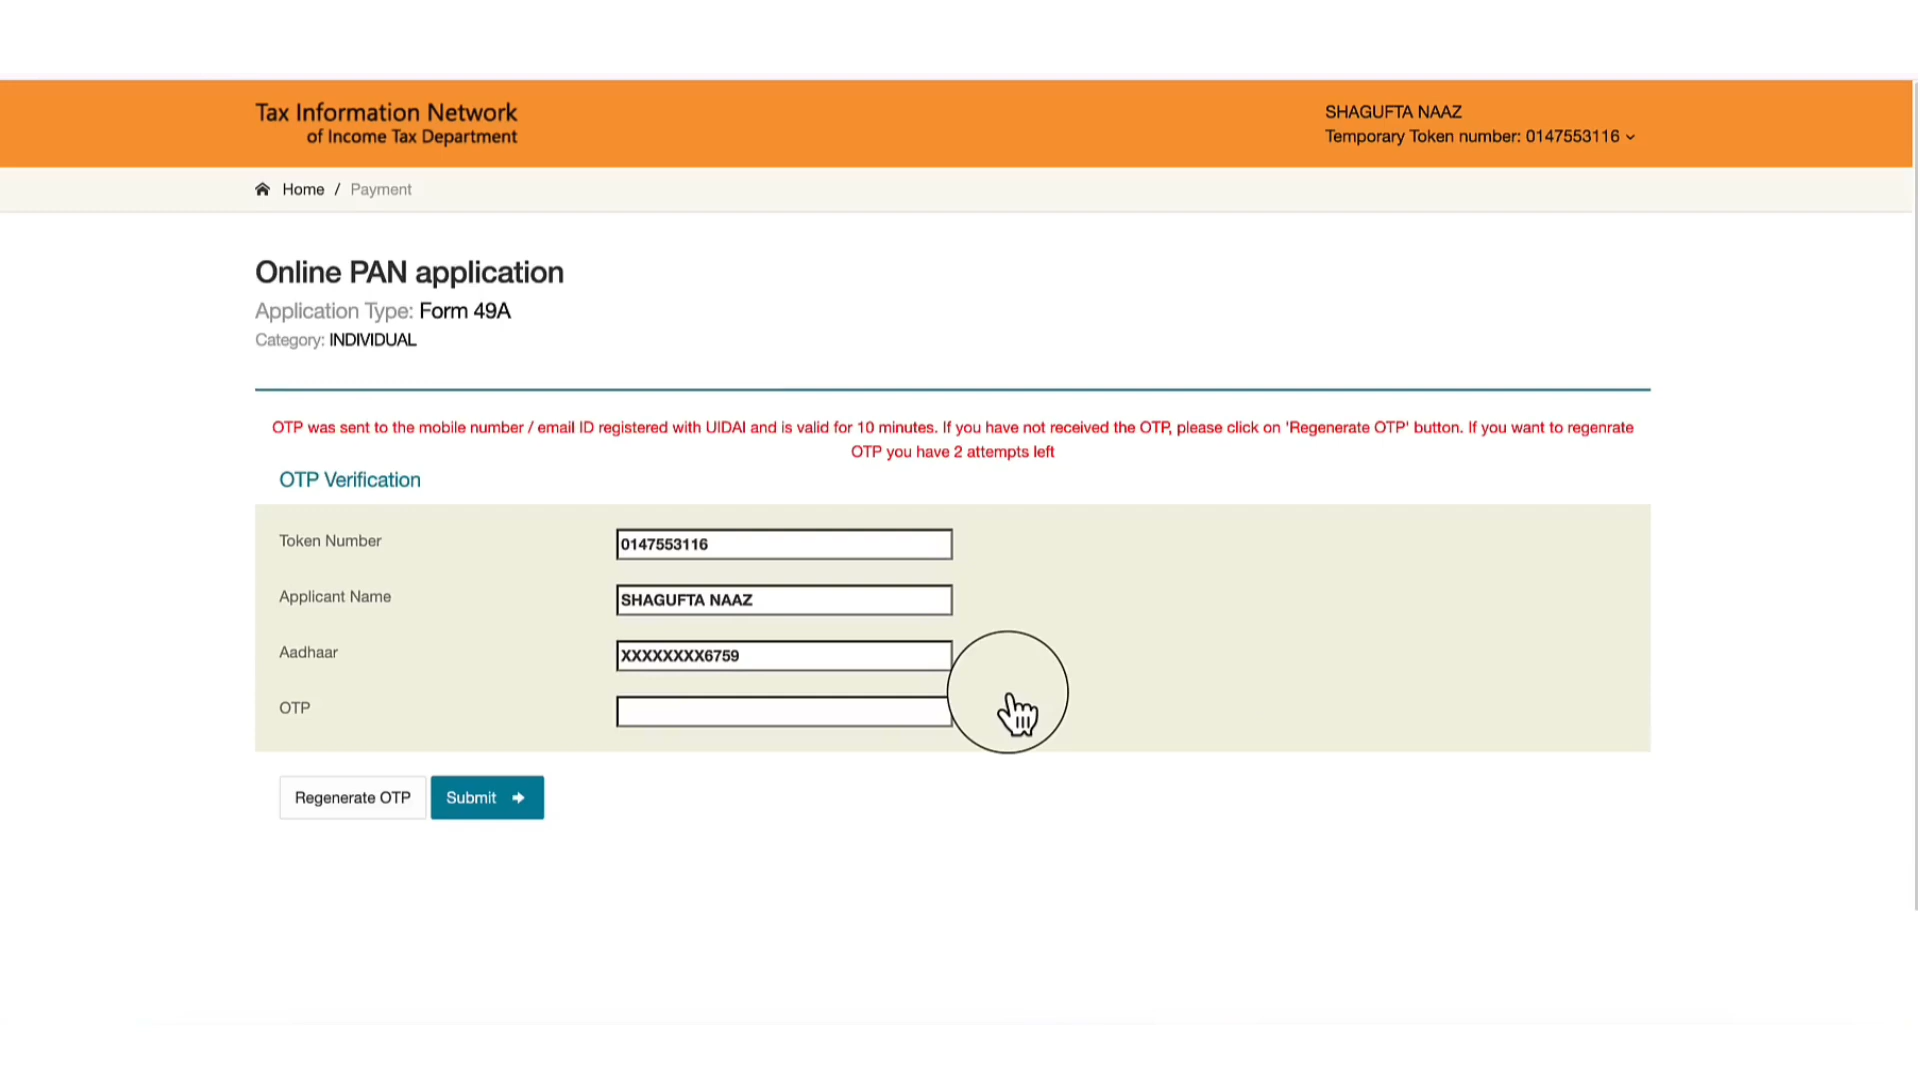 Tax Information Network
of Income Tax Department
SHAGUFTA NAAZ
Temporary Token number: 0147553116
Home / Payment
Online PAN application
Application Type: Form 49A
Category: INDIVIDUAL
OTP was sent to the mobile number / email ID registered with UIDAI and is valid for 10 minutes. If you have not received the OTP, please click on 'Regenerate OTP' button. If you want to regenrate
OTP you have 2 attempts left
OTP Verification
Token Number 0147553116
Applicant Name SHAGUFTA NAAZ
Aadhaar XXXXXXXX6759
OTP
Regenerate OTP Submit